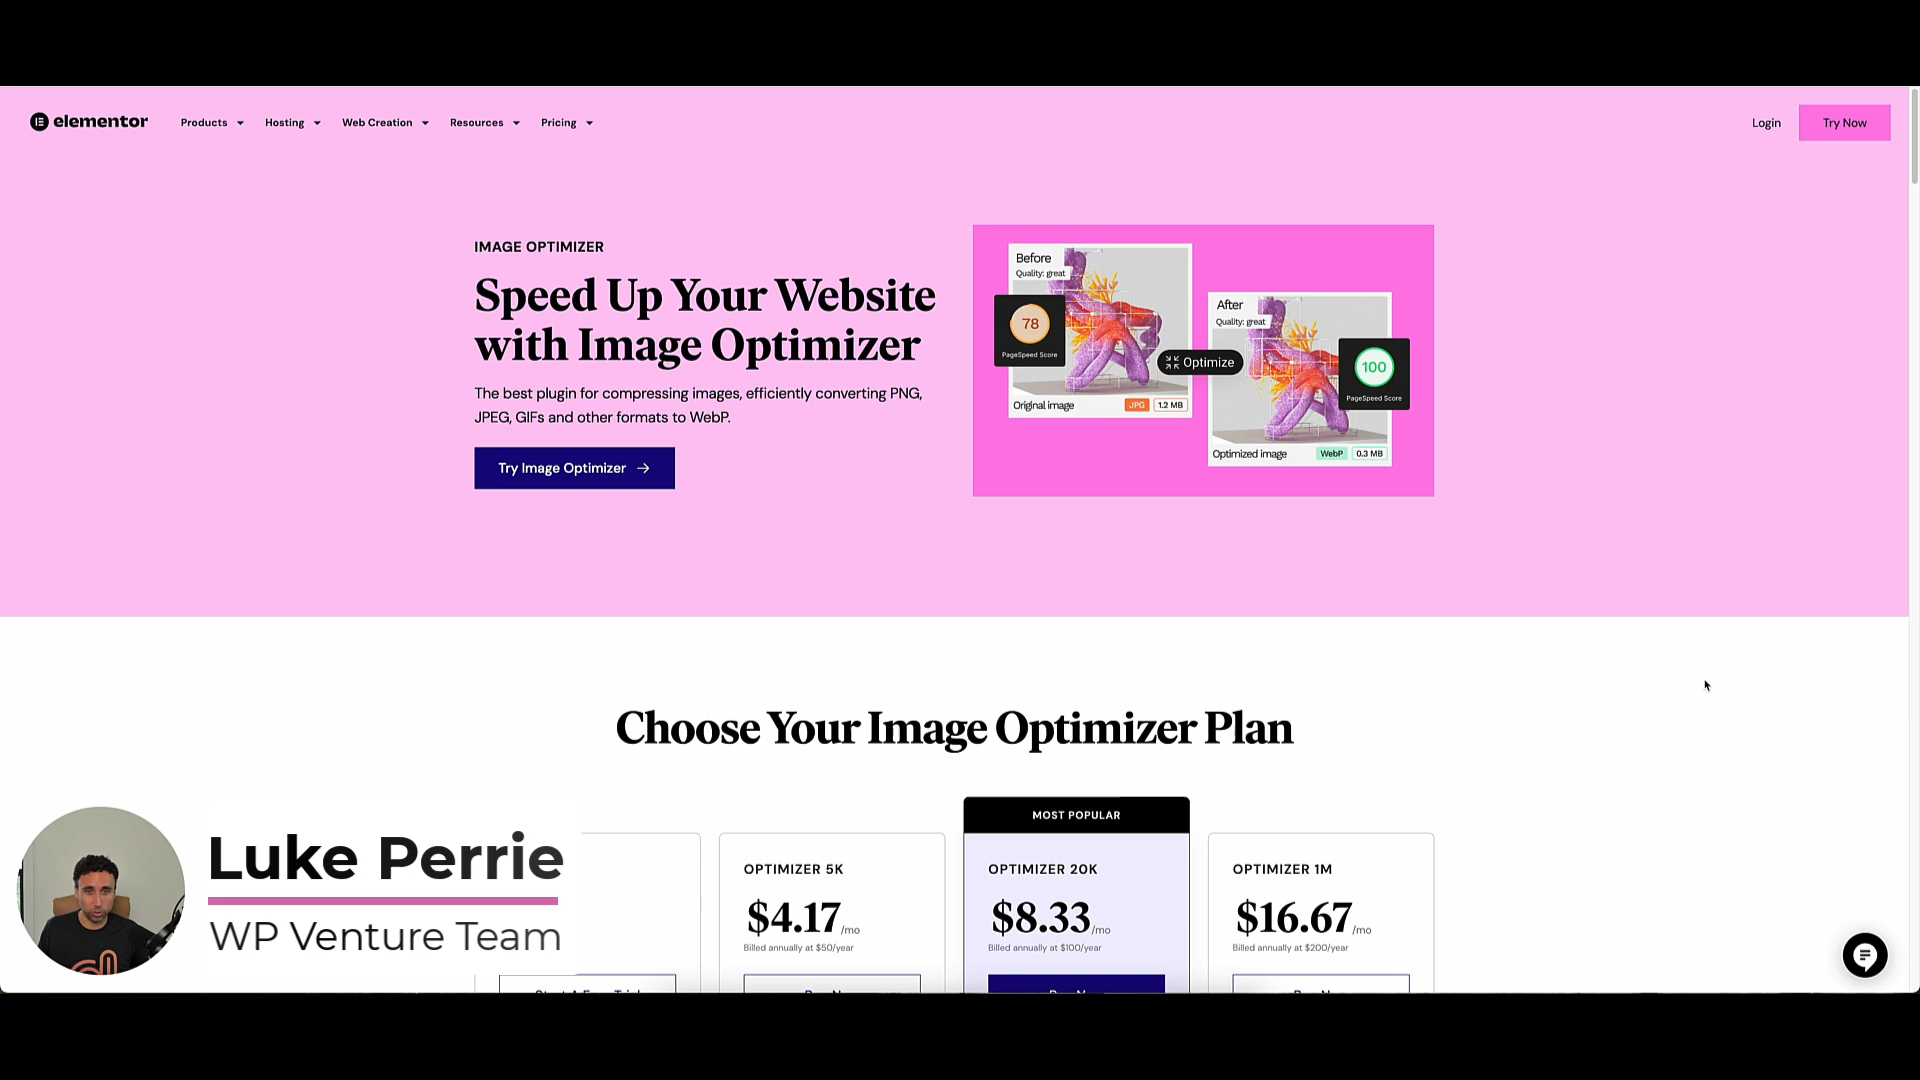 elementor
Products
Hosting
Web Creation
Resources
Pricing
Login
Try Now
IMAGE OPTIMIZER
Speed Up Your Website
with Image Optimizer
The best plugin for compressing images, efficiently converting PNG,
JPEG, GIFs and other formats to WebP.
Try Image Optimizer
Before
Quality: great
78
PageSpeed Score
Original image
JPG
1.2 MB
Optimize
After
Quality: great
100
PageSpeed Score
Optimized image
WebP
0.3 MB
Choose Your Image Optimizer Plan
MOST POPULAR
OPTIMIZER 5K
$4.17/mo
Billed annually at $50/year
OPTIMIZER 20K
$8.33/mo
Billed annually at $100/year
OPTIMIZER 1M
$16.67/mo
Billed annually at $200/year
Luke Perrie
WP Venture Team